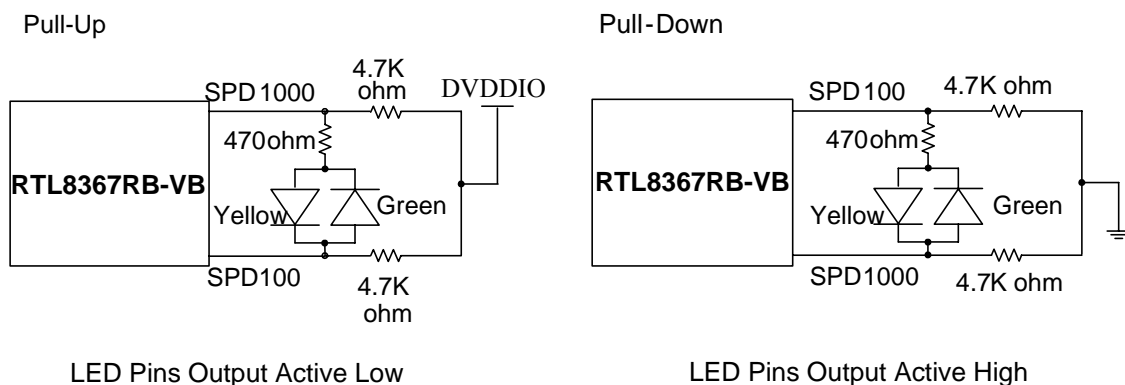 Pull-Up
SPD1000
4.7K
ohm
DVDDIO
470ohm
RTL8367RB-VB
Yellow
Green
SPD100
4.7K
ohm
LED Pins Output Active Low
Pull-Down
SPD100
4.7K ohm
470ohm
RTL8367RB-VB
Yellow
Green
SPD1000
4.7K ohm
LED Pins Output Active High